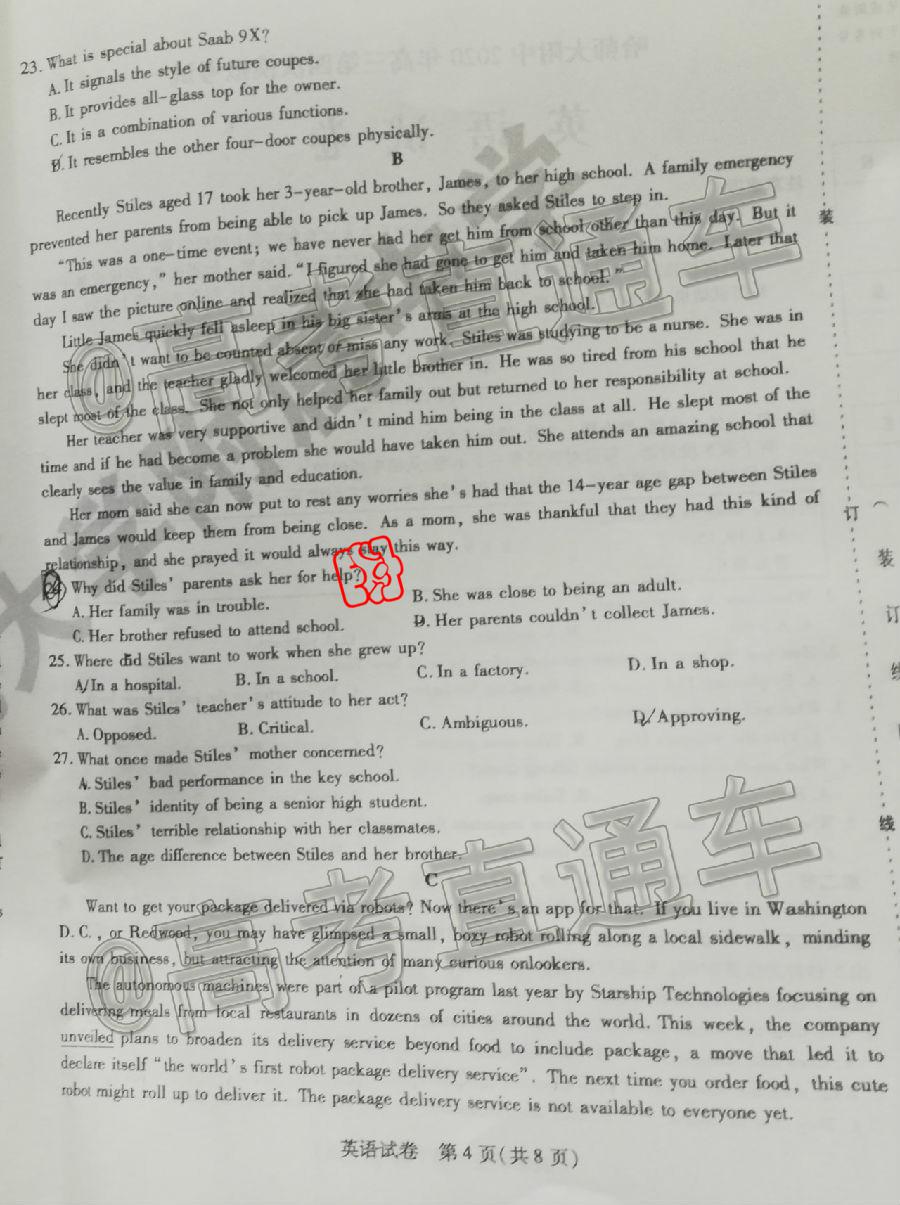 23. What is special about Saab 9X?
A. It signals the style of future coupes.
B. It provides all-glass top for the owner.
C. It is a combination of various functions.
D. It resembles the other four-door coupes physically.
B
Recently Stiles aged 17 took her 3-year-old brother, James, to her high school. A family emergency
prevented her parents from being able to pick up James. So they asked Stiles to step in.
"This was a one-time event; we have never had her get him from school other than this day. But it
was an emergency," her mother said. "I figured she had gone to get him and taken him home. Later that
day I saw the picture online and realized that she had taken him back to school."
Little James quickly fell asleep in his big sister's arms at the high school.
She didn't want to be counted absent or miss any work. Stiles was studying to be a nurse. She was in
her class, and the teacher gladly welcomed her little brother in. He was so tired from his school that he
slept most of the class. She not only helped her family out but returned to her responsibility at school.
Her teacher was very supportive and didn't mind him being in the class at all. He slept most of the
time and if he had become a problem she would have taken him out. She attends an amazing school that
clearly sees the value in family and education.
Her mom said she can now put to rest any worries she's had that the 14-year age gap between Stiles
and James would keep them from being close. As a mom, she was thankful that they had this kind of
relationship, and she prayed it would always stay this way.
24. Why did Stiles' parents ask her for help?
A. Her family was in trouble. B. She was close to being an adult.
C. Her brother refused to attend school. D. Her parents couldn't collect James.
25. Where did Stiles want to work when she grew up?
A. In a hospital. B. In a school. C. In a factory. D. In a shop.
26. What was Stiles' teacher's attitude to her act?
A. Opposed. B. Critical. C. Ambiguous. D. Approving.
27. What once made Stiles' mother concerned?
A. Stiles' bad performance in the key school.
B. Stiles' identity of being a senior high student.
C. Stiles' terrible relationship with her classmates.
D. The age difference between Stiles and her brother.
C
Want to get your package delivered via robots? Now there's an app for that. If you live in Washington
D. C., or Redwood, you may have glimpsed a small, boxy robot rolling along a local sidewalk, minding
its own business, but attracting the attention of many curious onlookers.
The autonomous machines were part of a pilot program last year by Starship Technologies focusing on
delivering meals from local restaurants in dozens of cities around the world. This week, the company
unveiled plans to broaden its delivery service beyond food to include package, a move that led it to
declare itself "the world's first robot package delivery service". The next time you order food, this cute
robot might roll up to deliver it. The package delivery service is not available to everyone yet.
英语试卷 第4页(共8页)
装
订
线
装
订
线
@高考直通车
@高考直通车